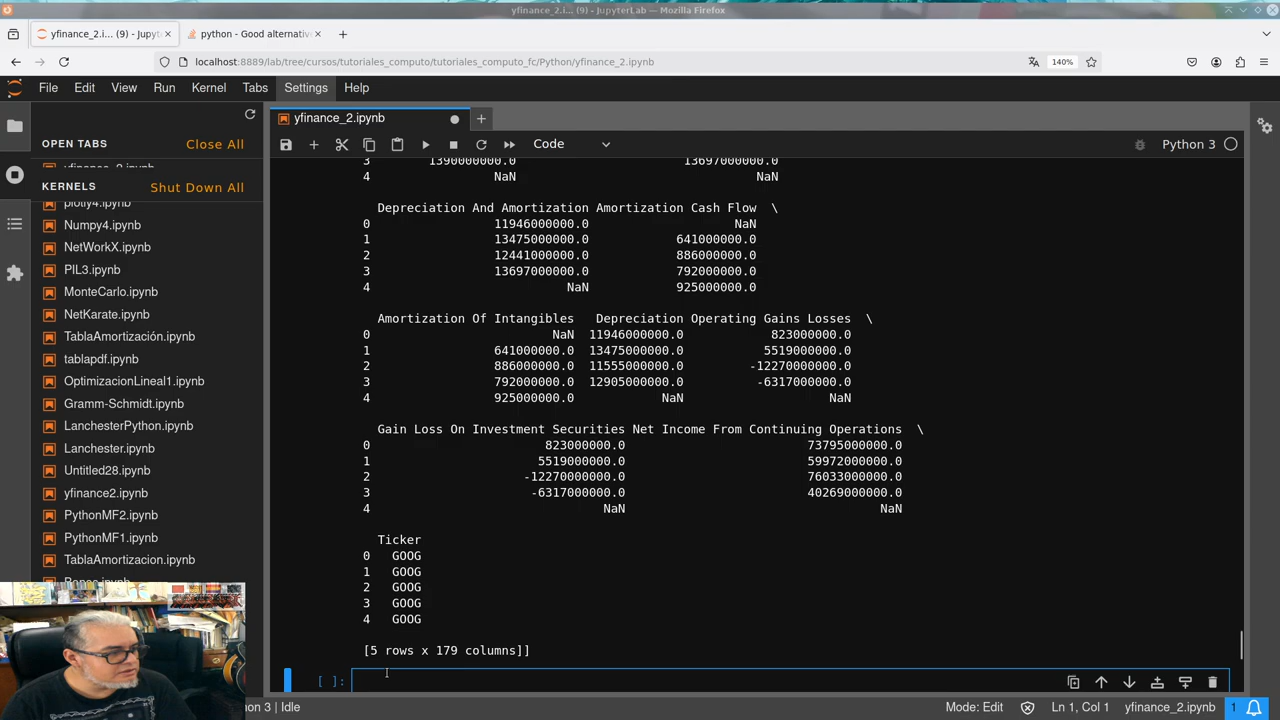 yfinance_2.i... (9) - JupyterLab — Mozilla Firefox
yfinance_2.i... (9) - Jupyt
python - Good alternativ
localhost:8889/lab/tree/cursos/tutoriales_computo/tutoriales_computo_fc/Python/yfinance_2.ipynb
140%
File Edit View Run Kernel Tabs Settings Help
yfinance_2.ipynb
OPEN TABS Close All
Code
Python 3
yfinance_2.ipynb
KERNELS Shut Down All
plotly4.ipynb
Numpy4.ipynb
NetWorkX.ipynb
PIL3.ipynb
MonteCarlo.ipynb
NetKarate.ipynb
TablaAmortización.ipynb
tablapdf.ipynb
OptimizacionLineal1.ipynb
Gramm-Schmidt.ipynb
LanchesterPython.ipynb
Lanchester.ipynb
Untitled28.ipynb
yfinance2.ipynb
PythonMF2.ipynb
PythonMF1.ipynb
TablaAmortizacion.ipynb
3 13900000000.0 13697000000.0
4 NaN NaN
Depreciation And Amortization Amortization Cash Flow \
0 11946000000.0 NaN
1 13475000000.0 641000000.0
2 12441000000.0 886000000.0
3 13697000000.0 792000000.0
4 NaN 925000000.0
Amortization Of Intangibles Depreciation Operating Gains Losses \
0 NaN 11946000000.0 823000000.0
1 641000000.0 13475000000.0 5519000000.0
2 886000000.0 11555000000.0 -12270000000.0
3 792000000.0 12905000000.0 -6317000000.0
4 925000000.0 NaN NaN
Gain Loss On Investment Securities Net Income From Continuing Operations \
0 823000000.0 73795000000.0
1 5519000000.0 59972000000.0
2 -12270000000.0 76033000000.0
3 -6317000000.0 40269000000.0
4 NaN NaN
Ticker
0 GOOG
1 GOOG
2 GOOG
3 GOOG
4 GOOG
[5 rows x 179 columns]]
[ ]:
on 3 | Idle
Mode: Edit
Ln 1, Col 1
yfinance_2.ipynb
1